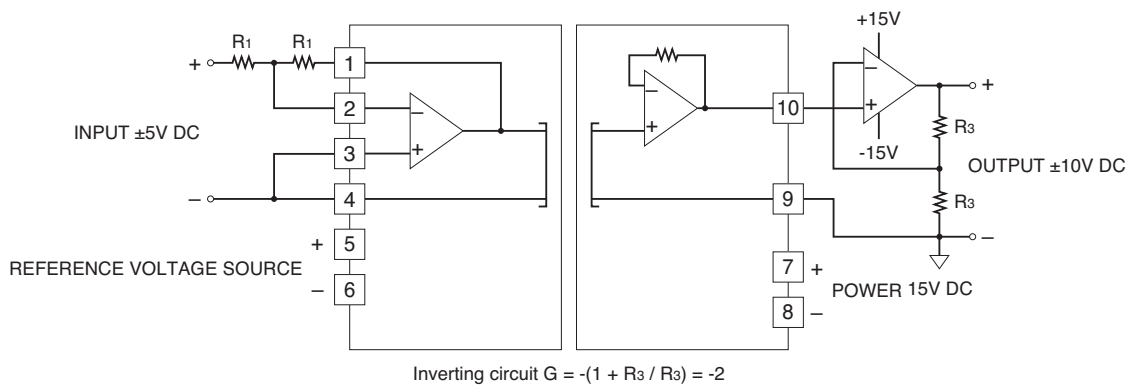 +15V
R1 R1
+
1
−
2
−
10
+
+
INPUT ±5V DC
+
-15V
R3
3
+
OUTPUT ±10V DC
−
4
9
R3
+
5
−
REFERENCE VOLTAGE SOURCE
7
+
−
6
POWER 15V DC
8
−
Inverting circuit G = -(1 + R3 / R3) = -2